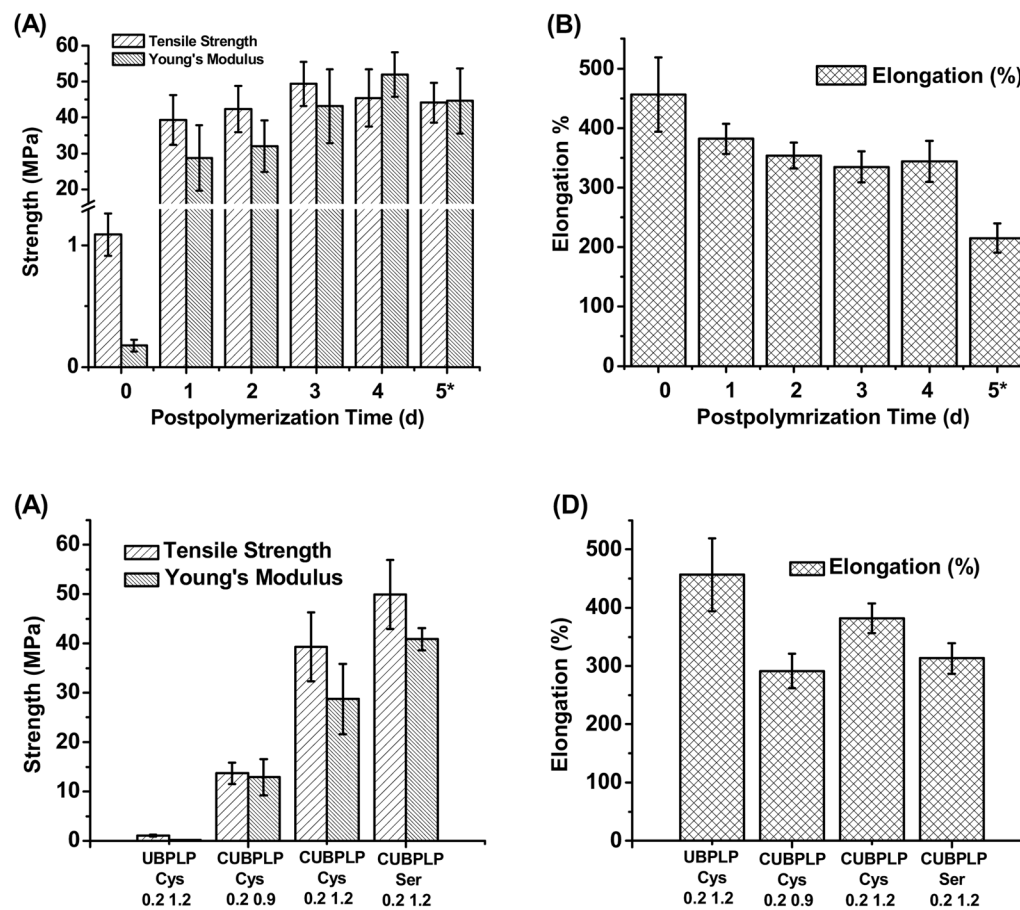 (A)
Tensile Strength
Young's Modulus
60
50
40
30
20
1
0
Strength (MPa)
0 1 2 3 4 5*
Postpolymerization Time (d)
(B)
Elongation (%)
500
400
300
200
100
0
Elongation %
0 1 2 3 4 5*
Postpolymrization Time (d)
(A)
Tensile Strength
Young's Modulus
60
50
40
30
20
10
0
Strength (MPa)
UBPLP CUBPLP CUBPLP CUBPLP
Cys Cys Cys Ser
0.2 1.2 0.2 0.9 0.2 1.2 0.2 1.2
(D)
Elongation (%)
500
400
300
200
100
0
Elongation (%)
UBPLP CUBPLP CUBPLP CUBPLP
Cys Cys Cys Ser
0.2 1.2 0.2 0.9 0.2 1.2 0.2 1.2